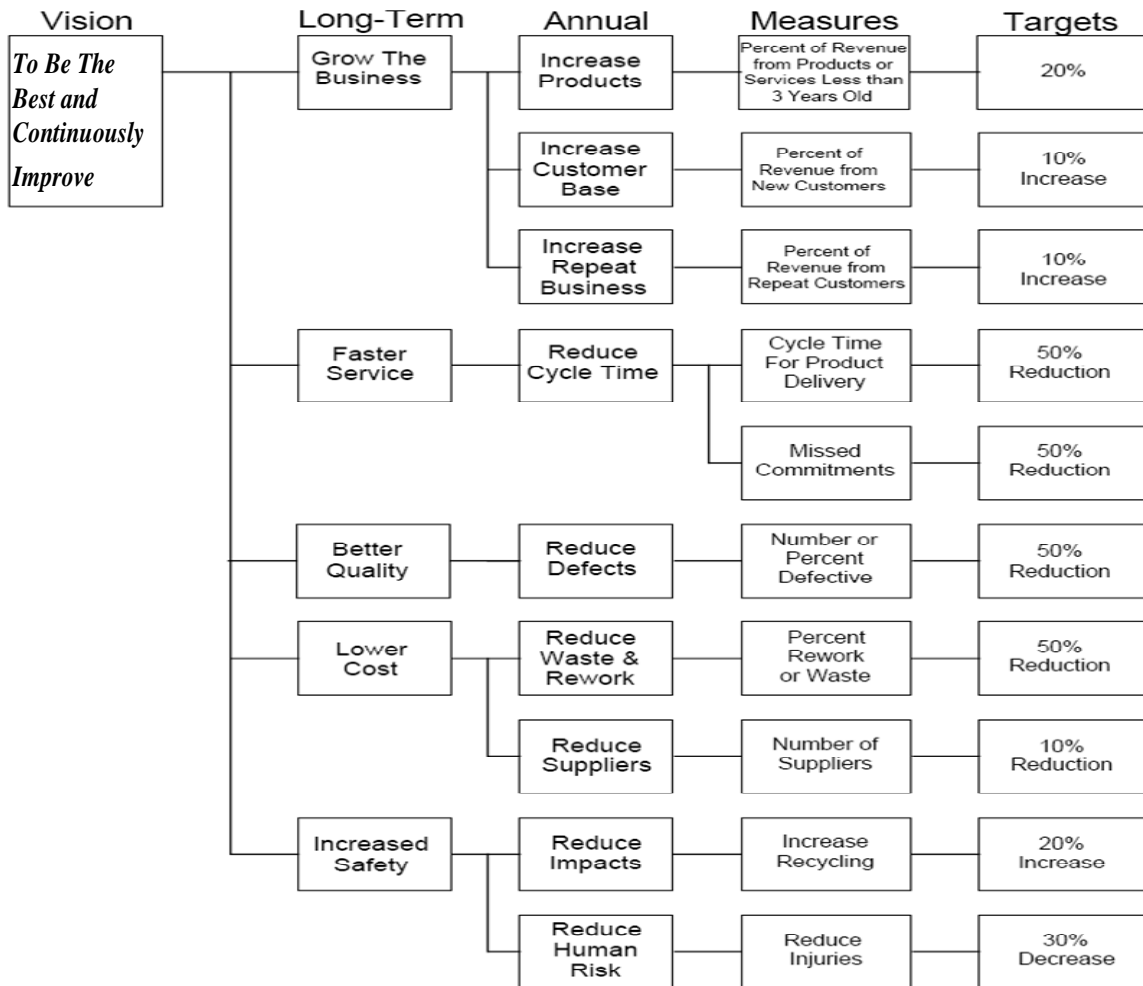 Vision
Long-Term
Annual
Measures
Targets
To Be The
Best and
Continuously
Improve
Grow The
Business
Increase
Products
Percent of Revenue
from Products or
Services Less than
3 Years Old
20%
Increase
Customer
Base
Percent of
Revenue from
New Customers
10%
Increase
Increase
Repeat
Business
Percent of
Revenue from
Repeat Customers
10%
Increase
Faster
Service
Reduce
Cycle Time
Cycle Time
For Product
Delivery
50%
Reduction
Missed
Commitments
50%
Reduction
Better
Quality
Reduce
Defects
Number or
Percent
Defective
50%
Reduction
Lower
Cost
Reduce
Waste &
Rework
Percent
Rework
or Waste
50%
Reduction
Reduce
Suppliers
Number of
Suppliers
10%
Reduction
Increased
Safety
Reduce
Impacts
Increase
Recycling
20%
Increase
Reduce
Human
Risk
Reduce
Injuries
30%
Decrease